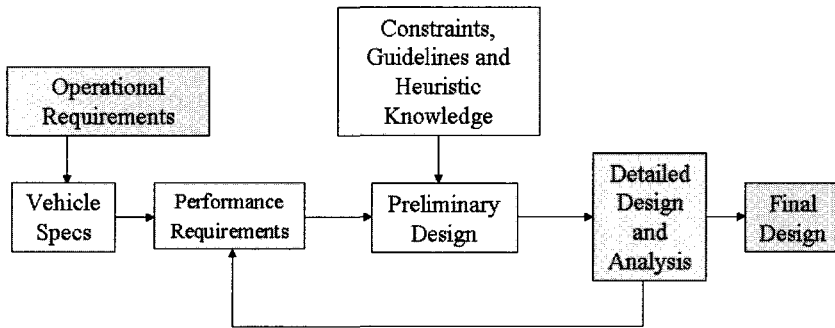 Constraints,
Guidelines and
Heuristic
Knowledge
Operational
Requirements
Vehicle
Specs
Performance
Requirements
Preliminary
Design
Detailed
Design
and
Analysis
Final
Design